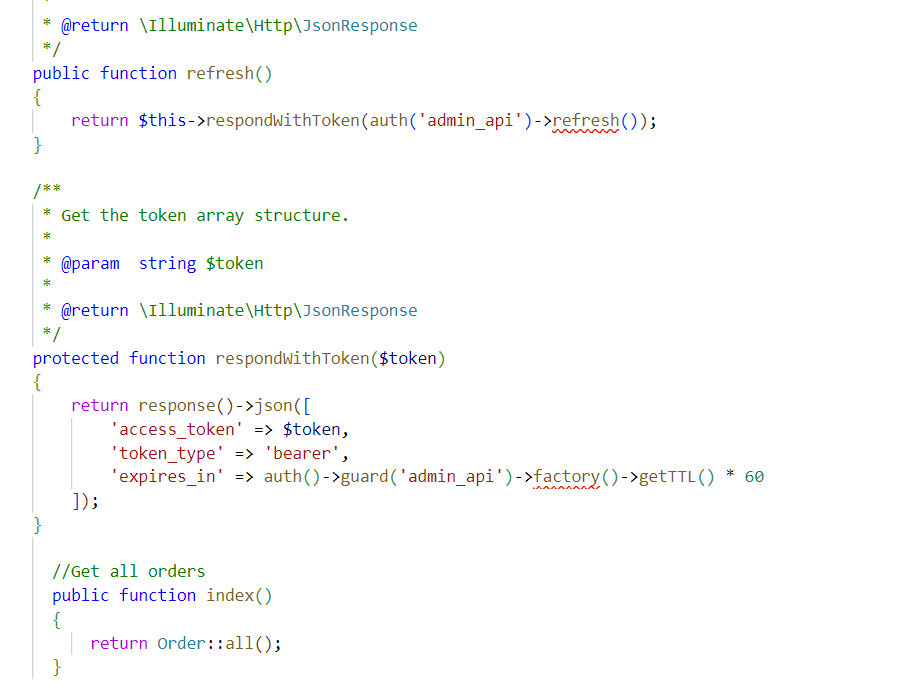 * @return \Illuminate\Http\JsonResponse
*/
public function refresh()
{
return $this->respondWithToken(auth('admin_api')->refresh());
}
/**
* Get the token array structure.
*
* @param  string $token
*
* @return \Illuminate\Http\JsonResponse
*/
protected function respondWithToken($token)
{
return response()->json([
'access_token' => $token,
'token_type' => 'bearer',
'expires_in' => auth()->guard('admin_api')->factory()->getTTL() * 60
]);
}
//Get all orders
public function index()
{
return Order::all();
}